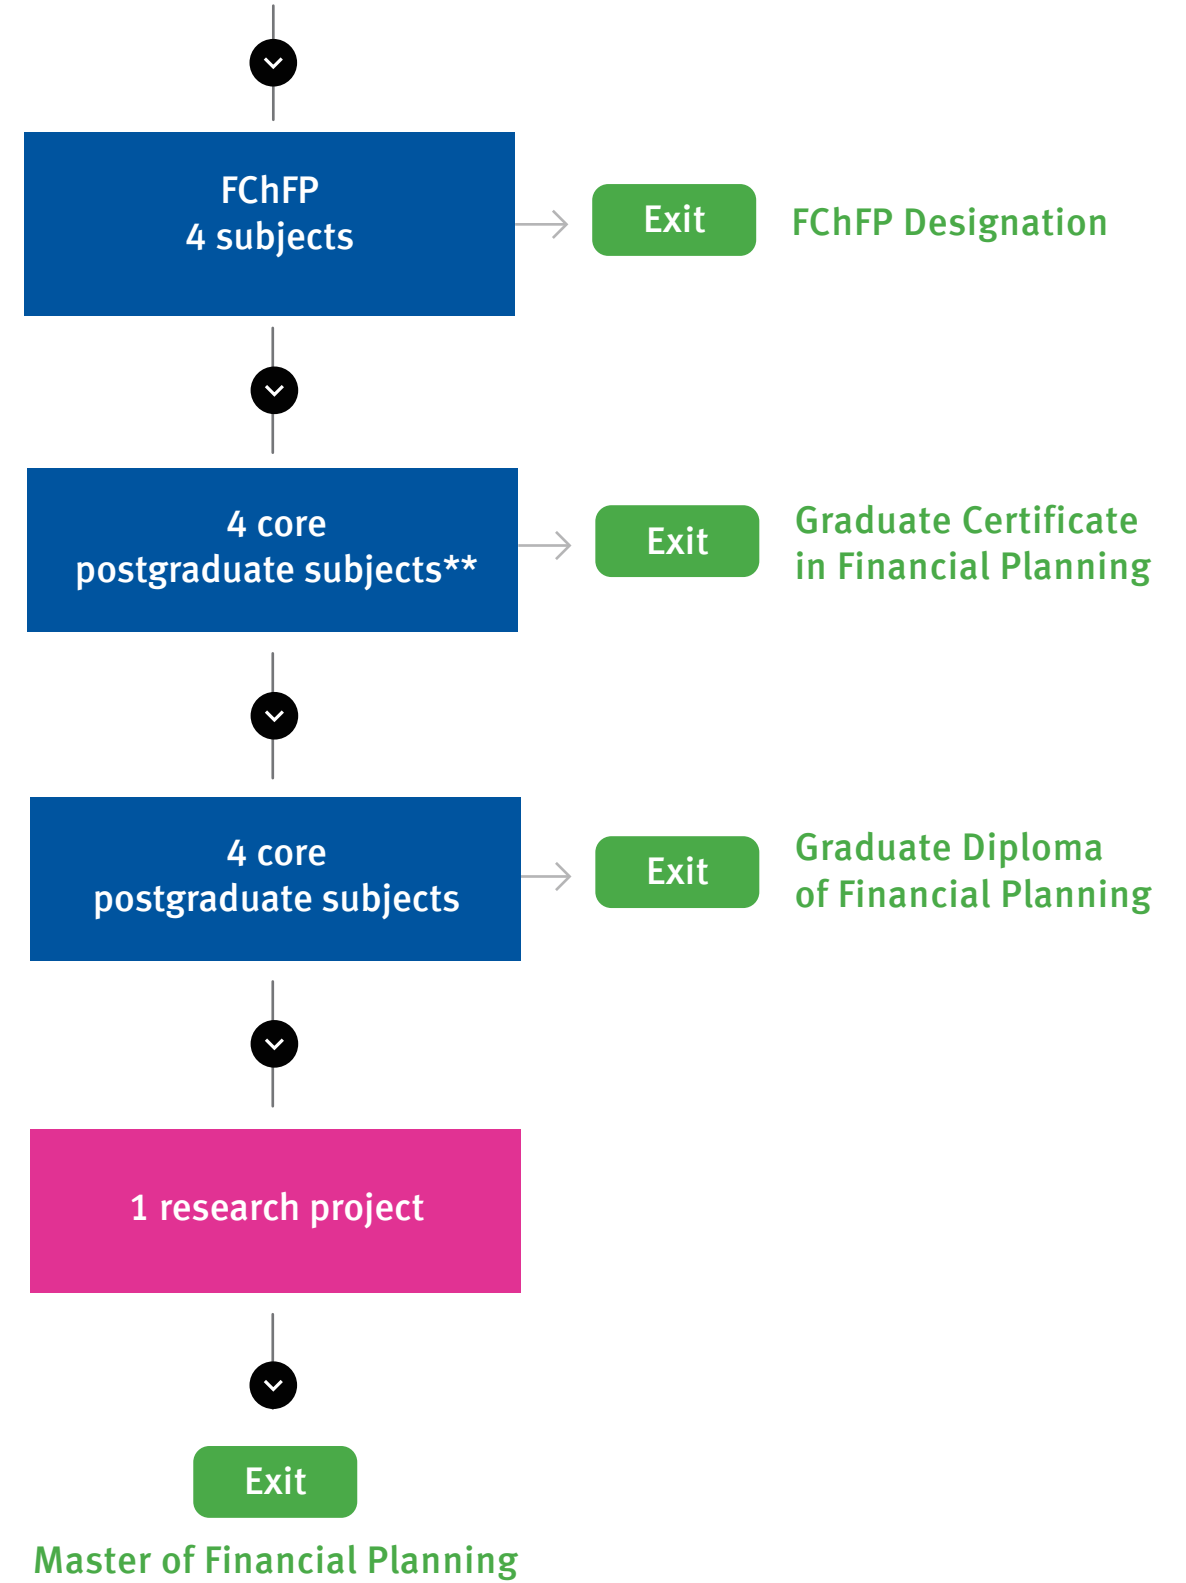 FChFP
4 subjects
Exit
FChFP Designation
4 core
postgraduate subjects**
Exit
Graduate Certificate
in Financial Planning
4 core
postgraduate subjects
Exit
Graduate Diploma
of Financial Planning
1 research project
Exit
Master of Financial Planning